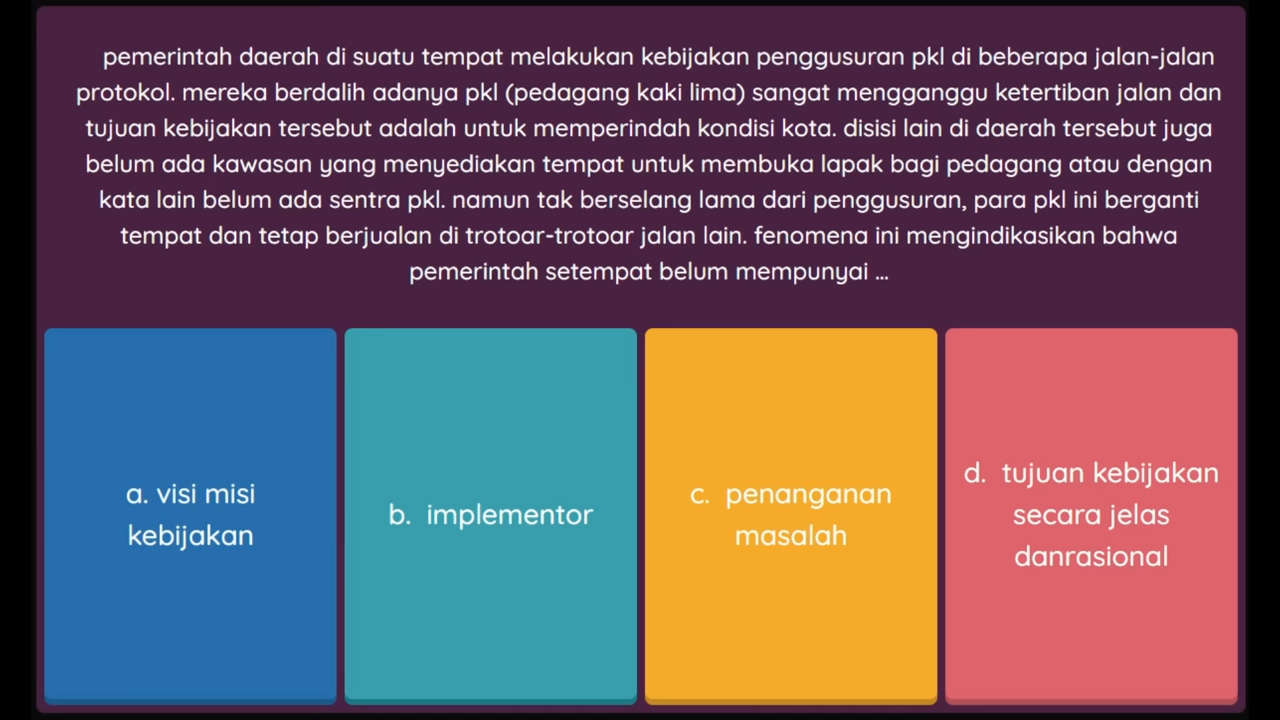 pemerintah daerah di suatu tempat melakukan kebijakan penggusuran pkl di beberapa jalan-jalan
protokol. mereka berdalih adanya pkl (pedagang kaki lima) sangat mengganggu ketertiban jalan dan
tujuan kebijakan tersebut adalah untuk memperindah kondisi kota. disisi lain di daerah tersebut juga
belum ada kawasan yang menyediakan tempat untuk membuka lapak bagi pedagang atau dengan
kata lain belum ada sentra pkl. namun tak berselang lama dari penggusuran, para pkl ini berganti
tempat dan tetap berjualan di trotoar-trotoar jalan lain. fenomena ini mengindikasikan bahwa
pemerintah setempat belum mempunyai ...
a. visi misi
kebijakan
b. implementor
c. penanganan
masalah
d. tujuan kebijakan
secara jelas
danrasional